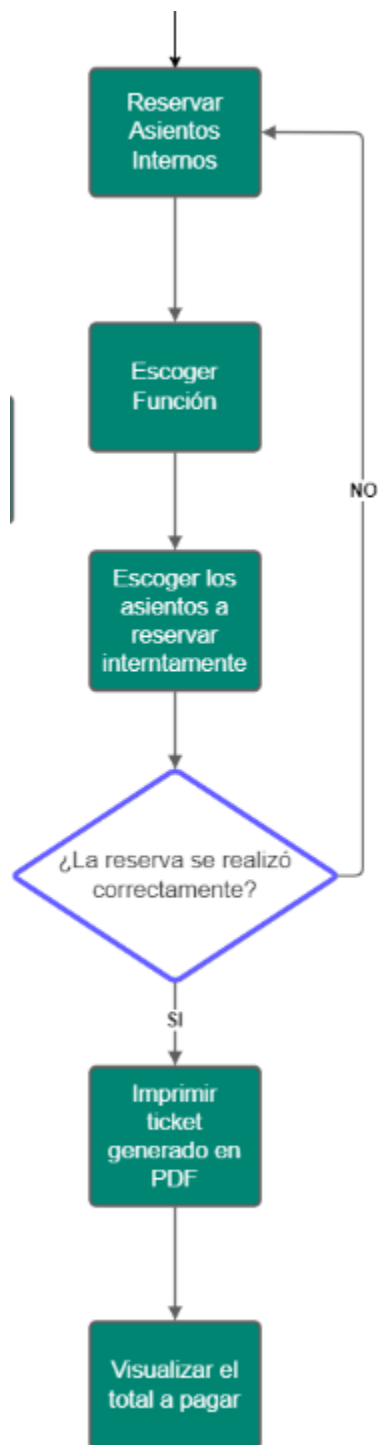 Reservar
Asientos
Internos
Escoger
Función
NO
Escoger los
asientos a
reservar
interntamente
¿La reserva se realizó
correctamente?
SI
Imprimir
ticket
generado en
PDF
Visualizar el
total a pagar